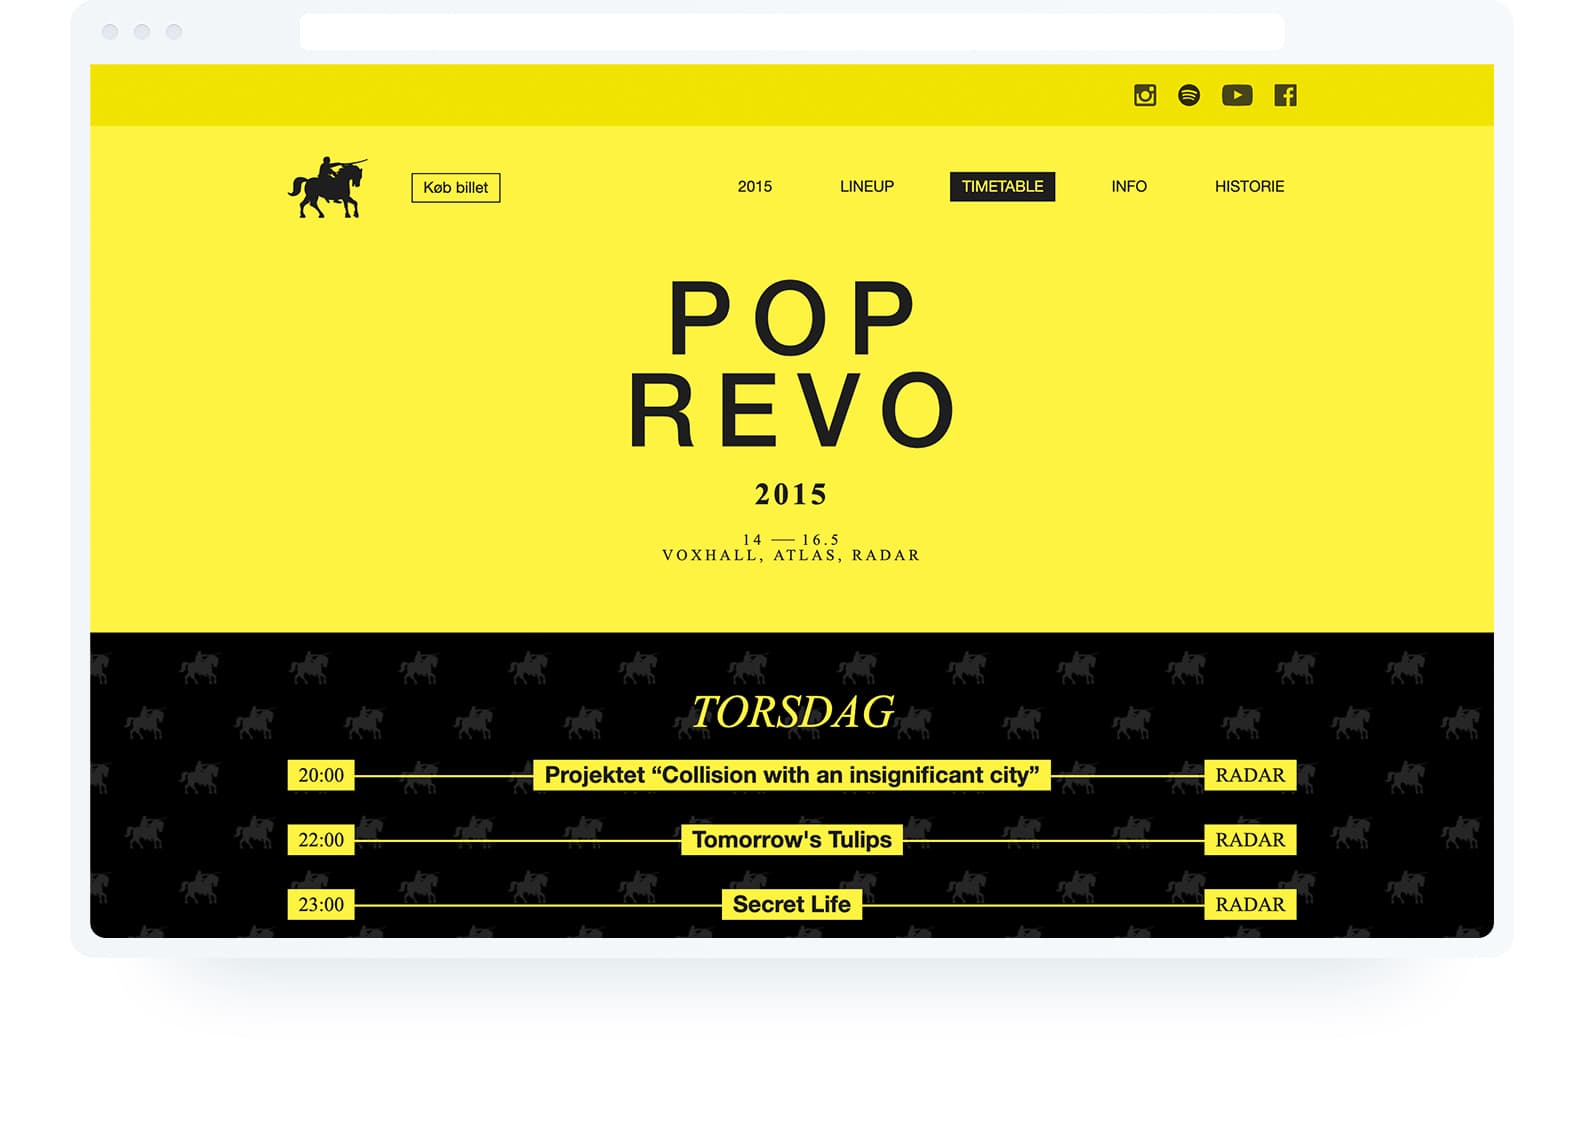 Køb billet
2015
LINEUP
TIMETABLE
INFO
HISTORIE
POP
REVO
2015
14 — 16.5
VOXHALL, ATLAS, RADAR
TORSDAG
20:00 Projektet “Collision with an insignificant city” RADAR
22:00 Tomorrow's Tulips RADAR
23:00 Secret Life RADAR